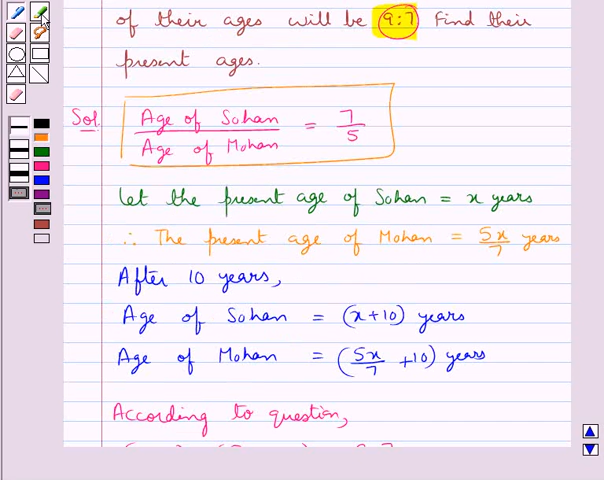 of their ages will be 9:7 Find their
present ages.
Sol. Age of Sohan / Age of Mohan = 7/5
Let the present age of Sohan = x years
∴ The present age of Mohan = 5x/7 years
After 10 years,
Age of Sohan = (x+10) years
Age of Mohan = (5x/7 +10) years
According to question,